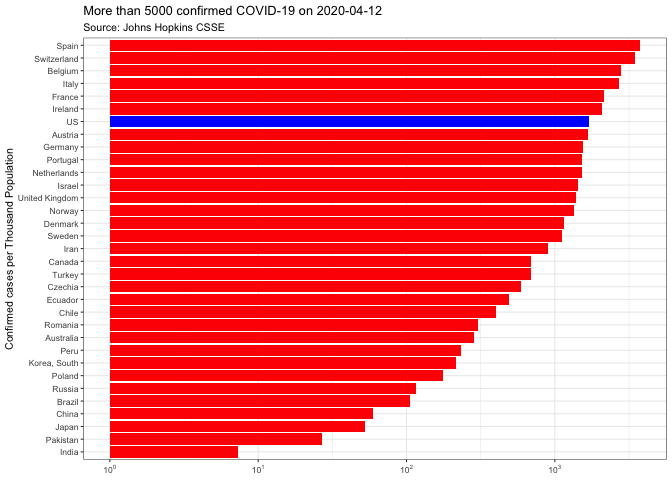 More than 5000 confirmed COVID-19 on 2020-04-12
Source: Johns Hopkins CSSE
Confirmed cases per Thousand Population
Spain
Switzerland
Belgium
Italy
France
Ireland
US
Austria
Germany
Portugal
Netherlands
Israel
United Kingdom
Norway
Denmark
Sweden
Iran
Canada
Turkey
Czechia
Ecuador
Chile
Romania
Australia
Peru
Korea, South
Poland
Russia
Brazil
China
Japan
Pakistan
India
10⁰ 10¹ 10² 10³